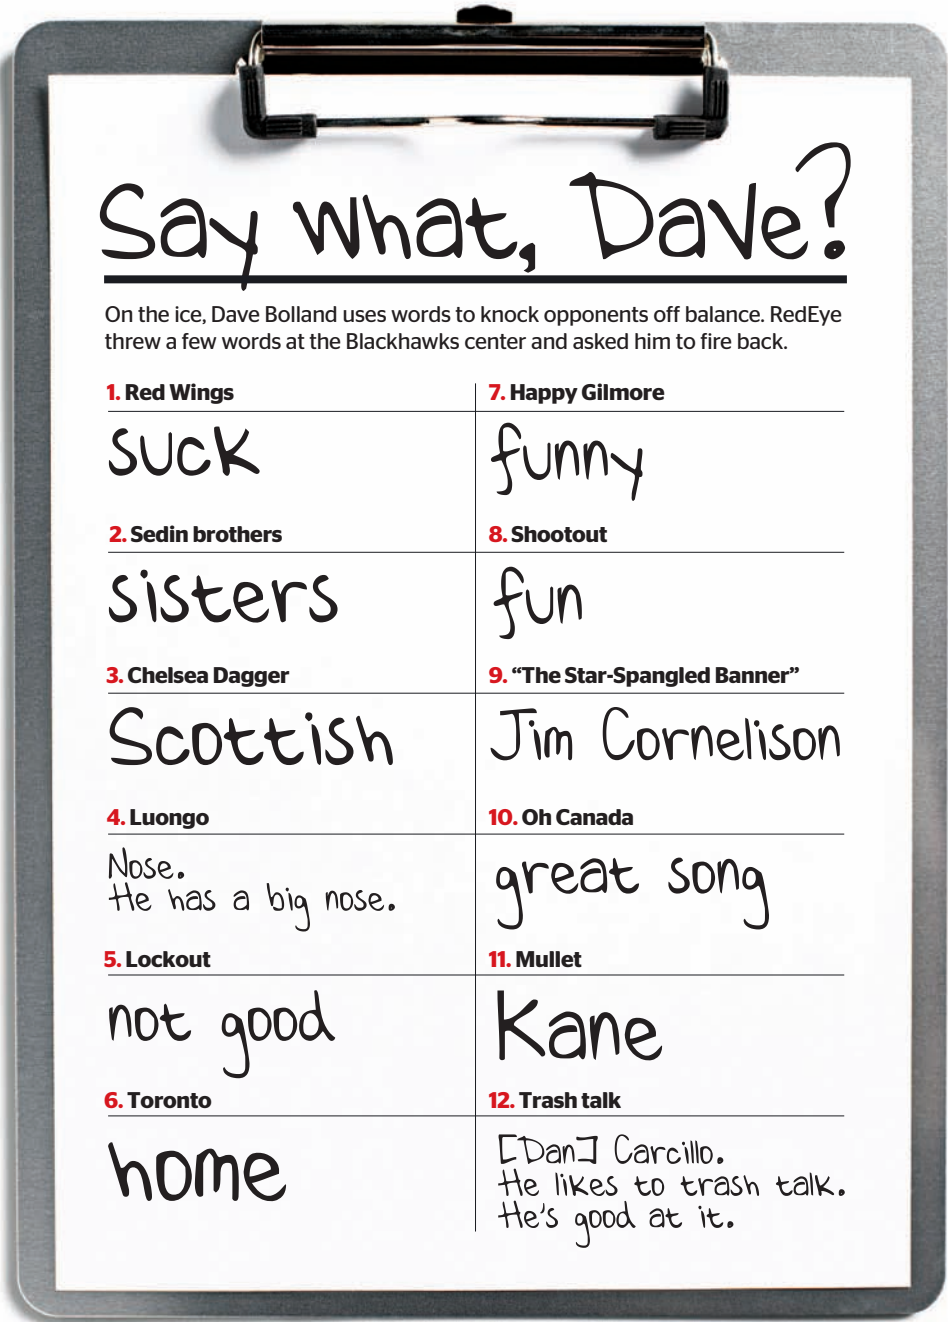 Say What, Dave?
On the ice, Dave Bolland uses words to knock opponents off balance. RedEye
threw a few words at the Blackhawks center and asked him to fire back.
1. Red Wings
suck
2. Sedin brothers
sisters
3. Chelsea Dagger
Scottish
4. Luongo
Nose.
He has a big nose.
5. Lockout
not good
6. Toronto
home
7. Happy Gilmore
funny
8. Shootout
fun
9. “The Star-Spangled Banner”
Jim Cornelison
10. Oh Canada
great song
11. Mullet
Kane
12. Trash talk
[Dan] Carcillo.
He likes to trash talk.
He's good at it.